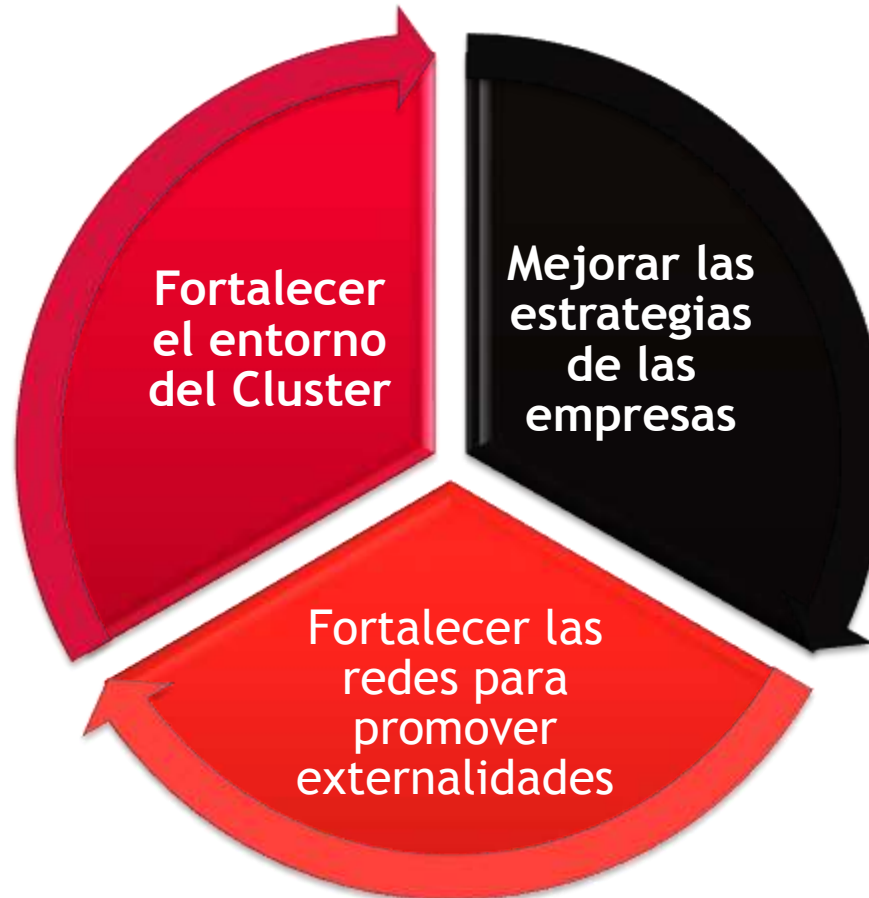 Fortalecer
el entorno
del Cluster
Mejorar las
estrategias
de las
empresas
Fortalecer las
redes para
promover
externalidades